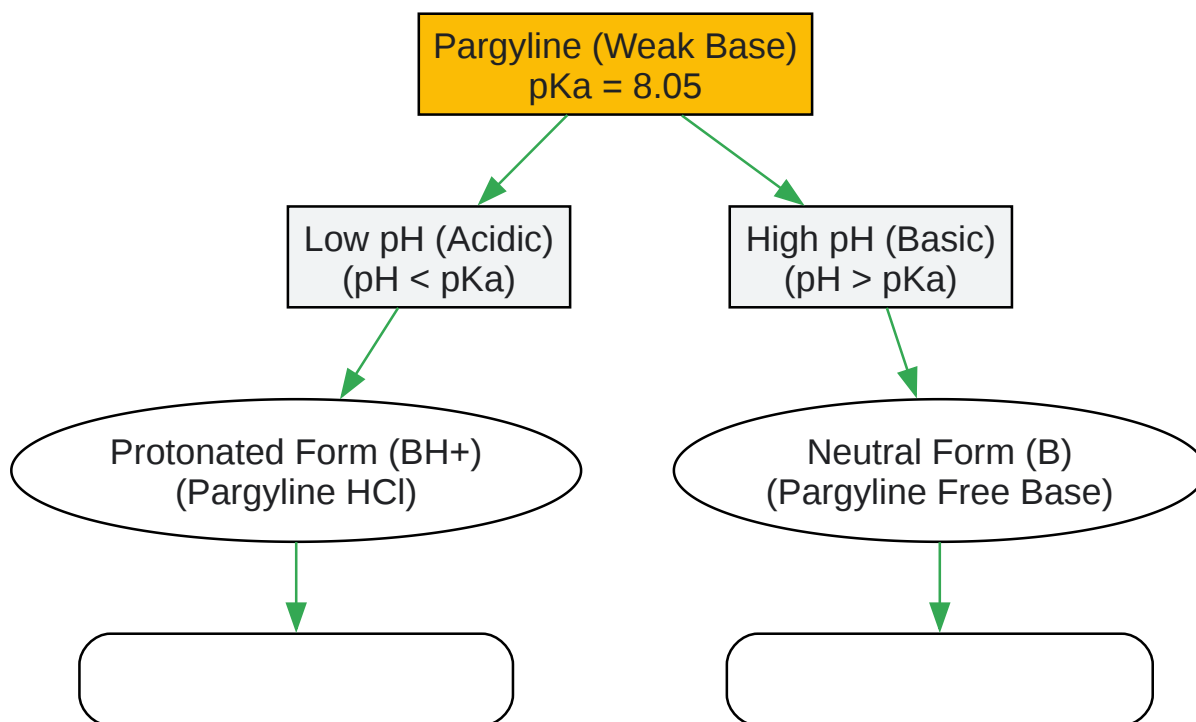 Pargyline (Weak Base)
pKa = 8.05
Low pH (Acidic)
(pH < pKa)
High pH (Basic)
(pH > pKa)
Protonated Form (BH+)
(Pargyline HCl)
Neutral Form (B)
(Pargyline Free Base)